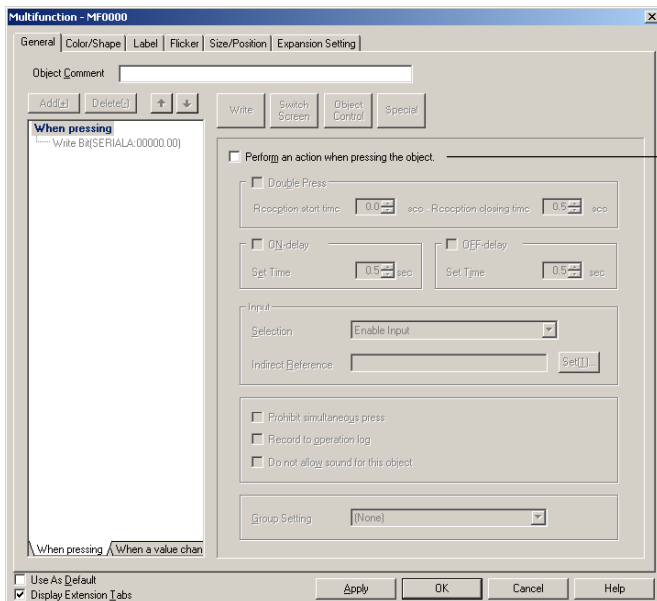 Multifunction - MF0000
General Color/Shape Label Flicker Size/Position Expansion Setting
Object Comment
Add(+) Delete(-)
Write Switch Screen Object Control Special
When pressing
Write Bit(SERIALA:00000.00)
Perform an action when pressing the object.
Double Press
Reception start time 0.0 sec Reception closing time 0.5 sec
ON-delay OFF-delay
Set Time 0.5 sec Set Time 0.5 sec
Input
Selection Enable Input
Indirect Reference Set(I)...
Prohibit simultaneous press
Record to operation log
Do not allow sound for this object
Group Setting (None)
When pressing When a value chan
Use As Default
Display Extension Tabs
Apply OK Cancel Help